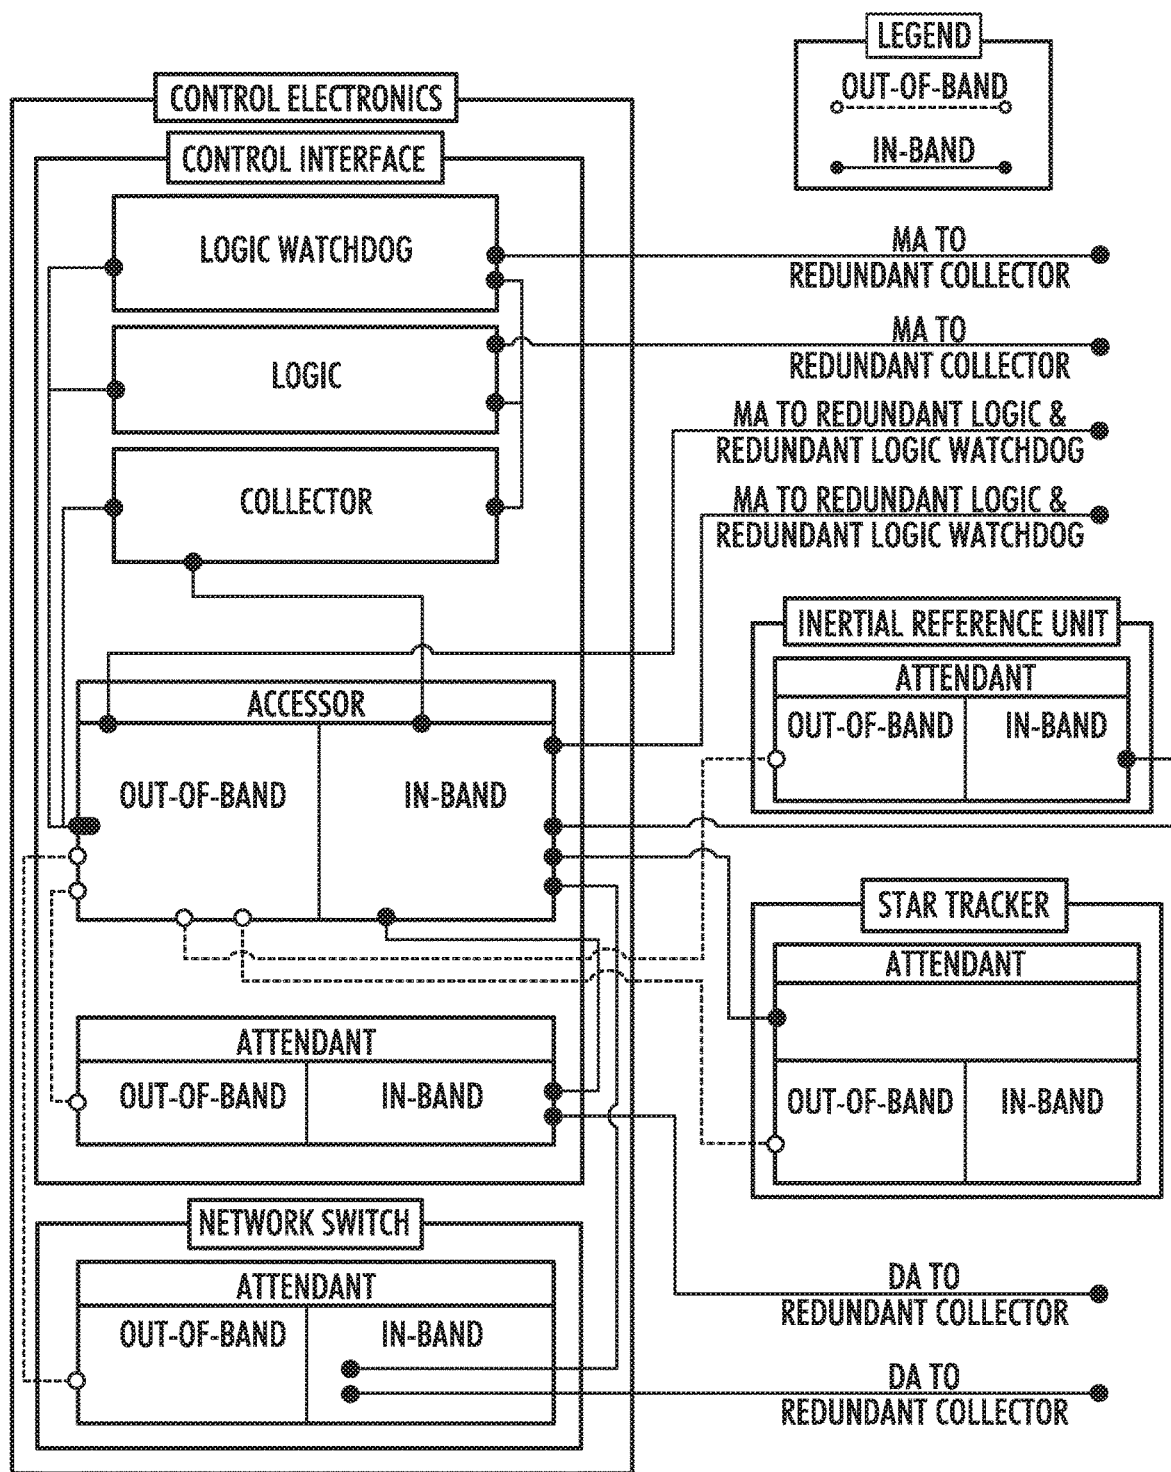 LEGEND
OUT-OF-BAND
IN-BAND
CONTROL ELECTRONICS
CONTROL INTERFACE
LOGIC WATCHDOG
MA TO
REDUNDANT COLLECTOR
LOGIC
MA TO
REDUNDANT COLLECTOR
MA TO REDUNDANT LOGIC &
REDUNDANT LOGIC WATCHDOG
COLLECTOR
MA TO REDUNDANT LOGIC &
REDUNDANT LOGIC WATCHDOG
INERTIAL REFERENCE UNIT
ATTENDANT
OUT-OF-BAND
IN-BAND
ACCESSOR
OUT-OF-BAND
IN-BAND
STAR TRACKER
ATTENDANT
OUT-OF-BAND
IN-BAND
ATTENDANT
OUT-OF-BAND
IN-BAND
NETWORK SWITCH
ATTENDANT
OUT-OF-BAND
IN-BAND
DA TO
REDUNDANT COLLECTOR
DA TO
REDUNDANT COLLECTOR